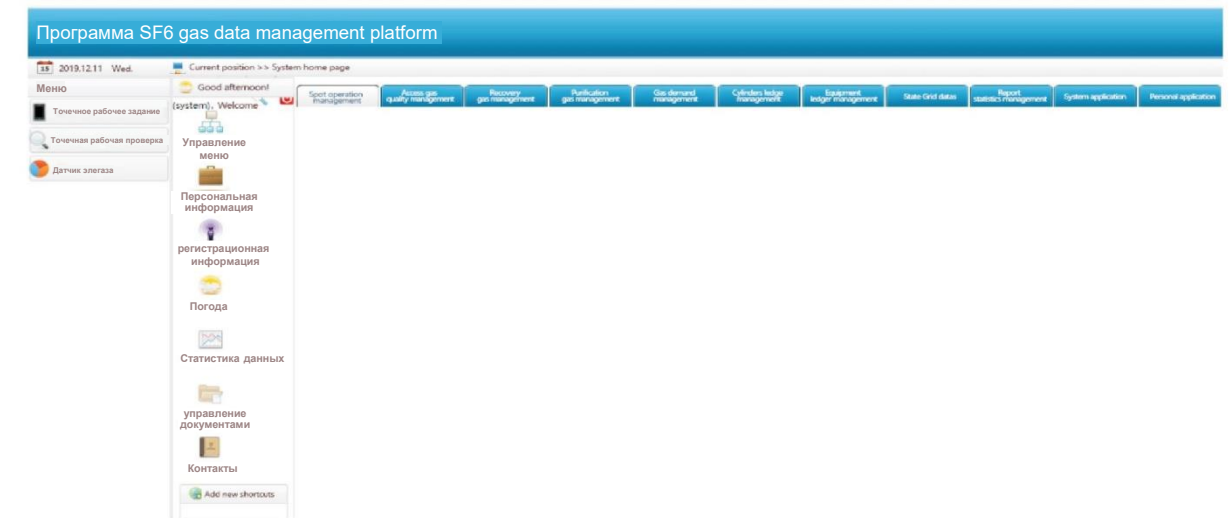 Программа SF6 gas data management platform
15 2019.12.11 Wed.
Current position >> System home page
Меню
Точечное рабочее задание
Точечная рабочая проверка
Датчик элегаза
Good afternoon!
(system), Welcome
Управление
меню
Персональная
информация
регистрационная
информация
Погода
Статистика данных
управление
документами
Контакты
Add new shortcuts
Spot operation
management
Access gas
quality management
Recovery
gas management
Purification
gas management
Gas demand
management
Cylinders ledge
management
Equipment
ledger management
State Grid datas
Report
statistics management
System application
Personal application